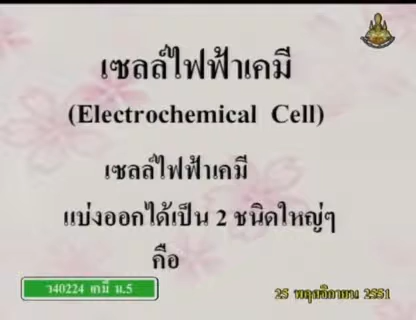 เซลล์ไฟฟ้าเคมี
(Electrochemical Cell)
เซลล์ไฟฟ้าเคมี
แบ่งออกได้เป็น 2 ชนิดใหญ่ๆ
คือ
ว40224 เคมี ม.5
25 พฤศจิกายน 2551